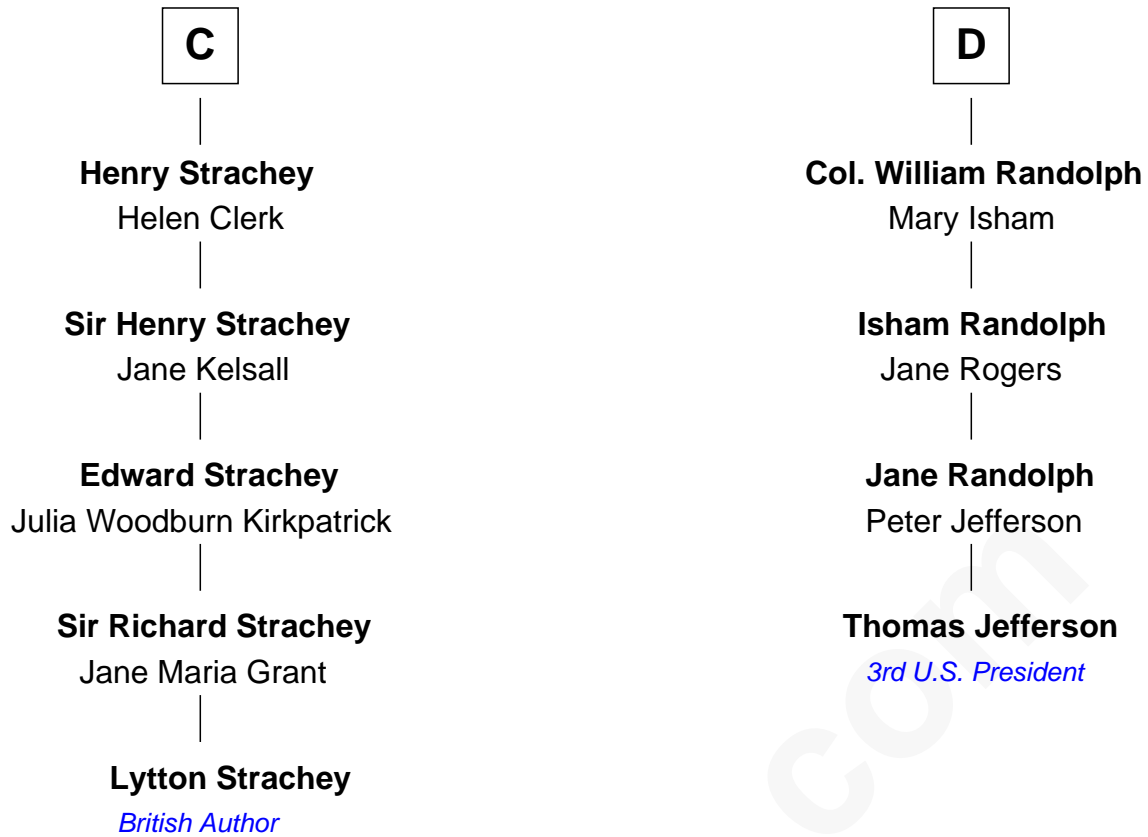 C
Henry Strachey
Helen Clerk
Sir Henry Strachey
Jane Kelsall
Edward Strachey
Julia Woodburn Kirkpatrick
Sir Richard Strachey
Jane Maria Grant
Lytton Strachey
British Author
D
Col. William Randolph
Mary Isham
Isham Randolph
Jane Rogers
Jane Randolph
Peter Jefferson
Thomas Jefferson
3rd U.S. President
com